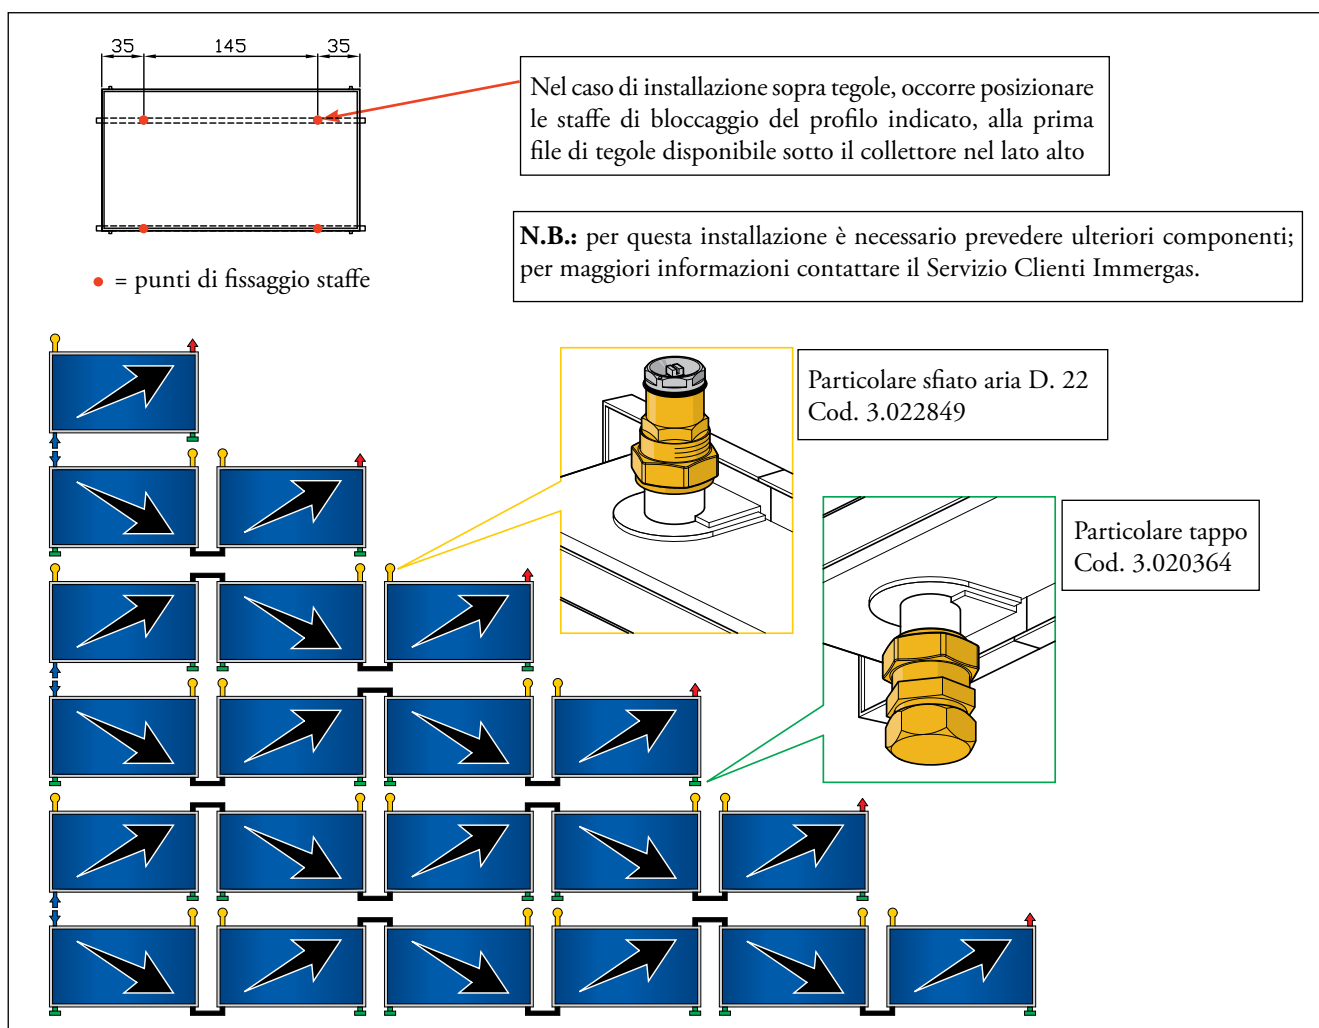 35 145 35
Nel caso di installazione sopra tegole, occorre posizionare
le staffe di bloccaggio del profilo indicato, alla prima
file di tegole disponibile sotto il collettore nel lato alto
N.B.: per questa installazione è necessario prevedere ulteriori componenti;
per maggiori informazioni contattare il Servizio Clienti Immergas.
= punti di fissaggio staffe
Particolare sfiato aria D. 22
Cod. 3.022849
Particolare tappo
Cod. 3.020364